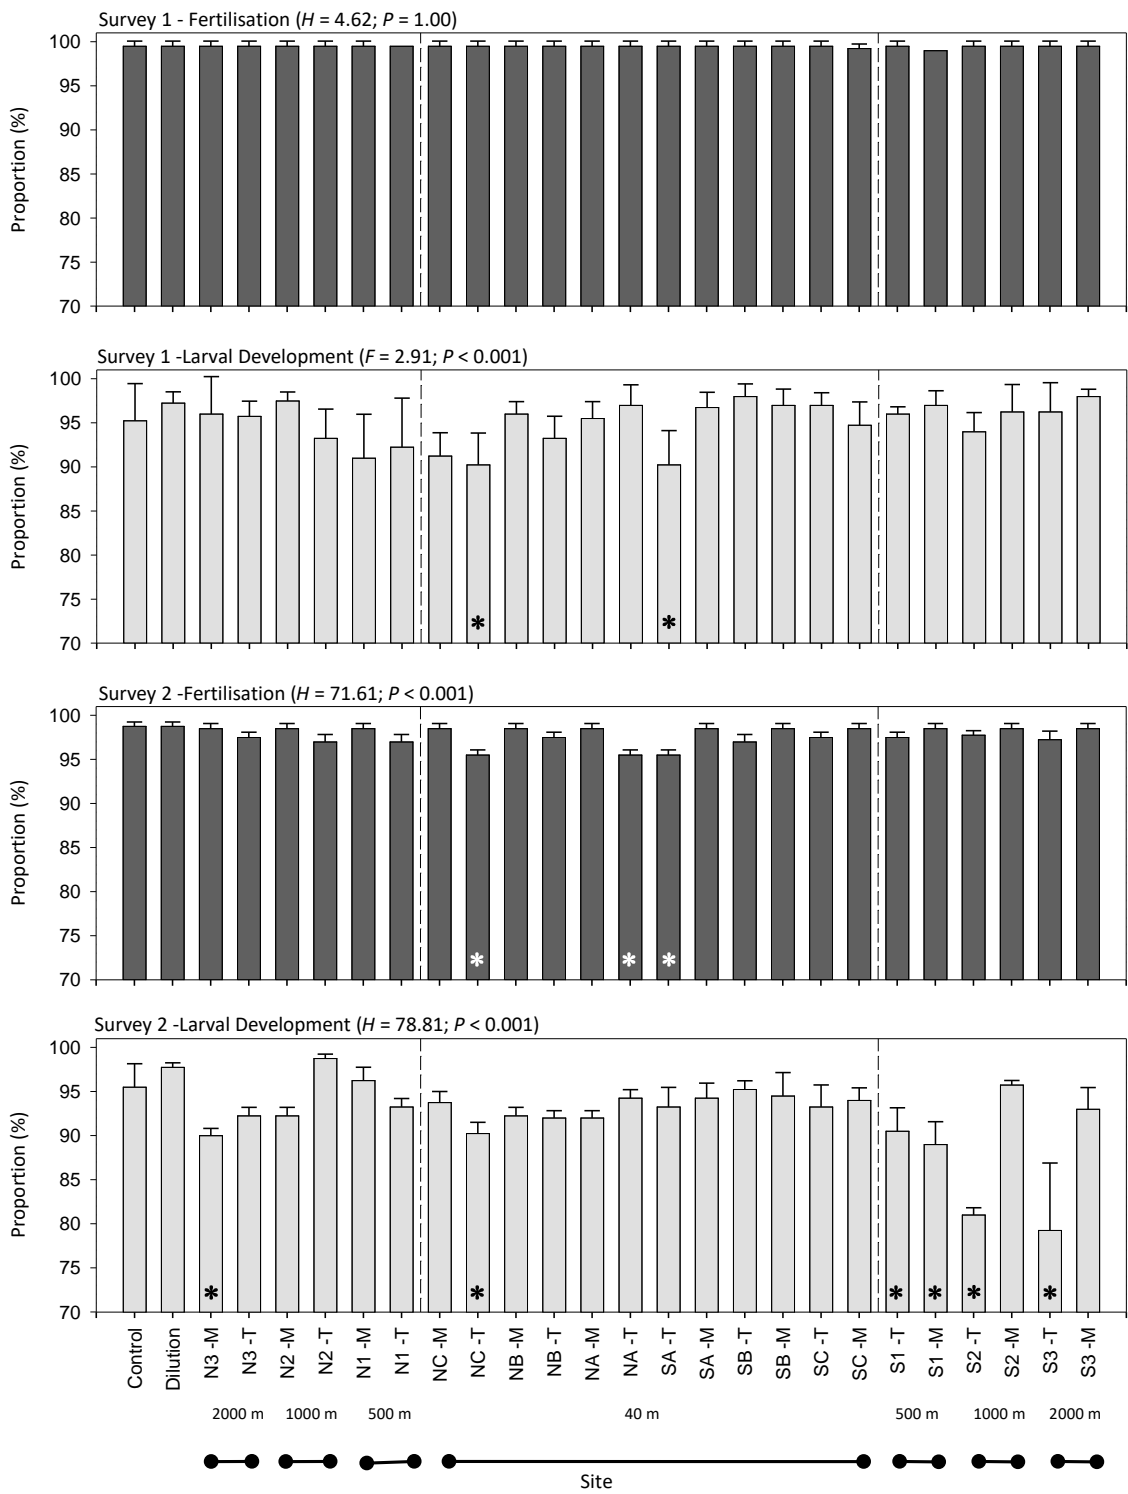 Survey 1 - Fertilisation (H = 4.62; P = 1.00)
Proportion (%)
100
95
90
85
80
75
70
Survey 1 -Larval Development (F = 2.91; P < 0.001)
Proportion (%)
100
95
90
85
80
75
70
* *
Survey 2 -Fertilisation (H = 71.61; P < 0.001)
Proportion (%)
100
95
90
85
80
75
70
* * *
Survey 2 -Larval Development (H = 78.81; P < 0.001)
Proportion (%)
100
95
90
85
80
75
70
* * * * * *
Control
Dilution
N3 -M
N3 -T
N2 -M
N2 -T
N1 -M
N1 -T
NC -M
NC -T
NB -M
NB -T
NA -M
NA -T
SA -T
SA -M
SB -T
SB -M
SC -T
SC -M
S1 -T
S1 -M
S2 -T
S2 -M
S3 -T
S3 -M
2000 m 1000 m 500 m 40 m 500 m 1000 m 2000 m
Site